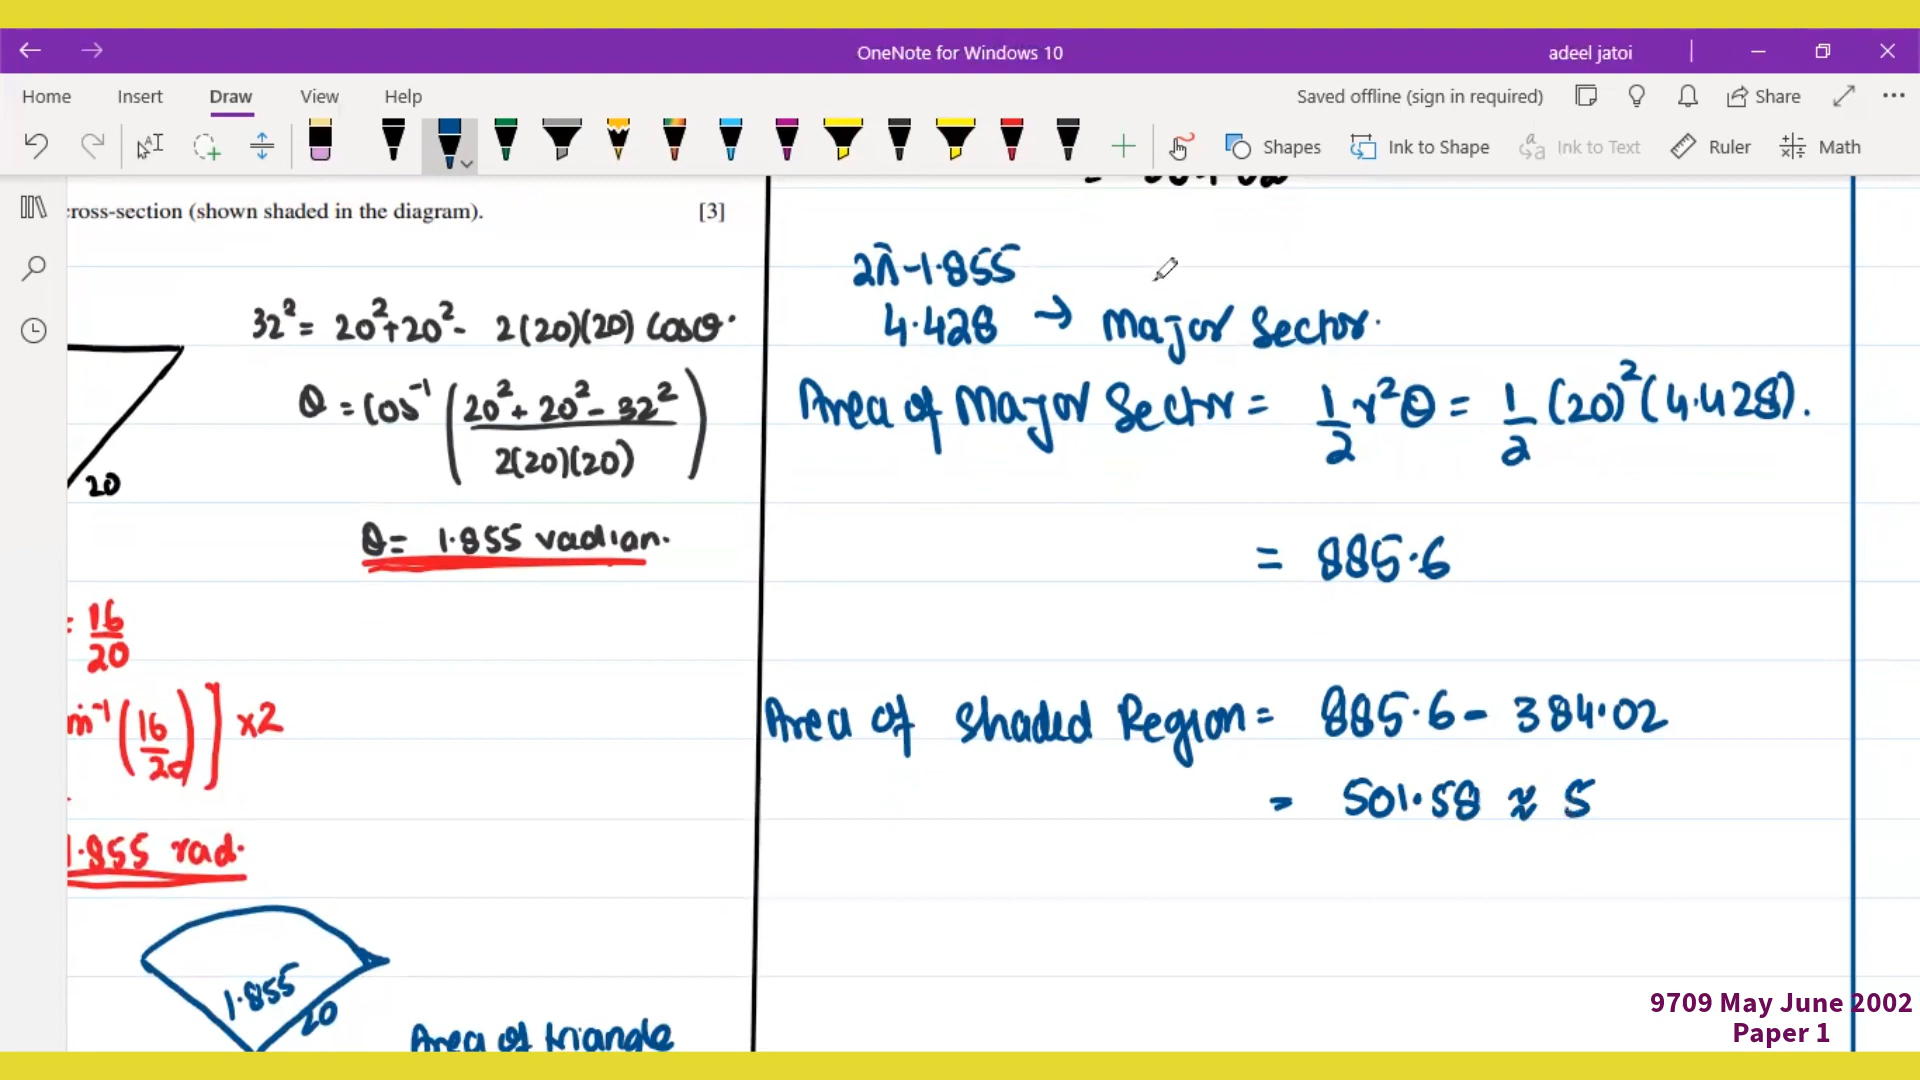 OneNote for Windows 10
adeel jatoi
Home Insert Draw View Help
Saved offline (sign in required)
Share
Shapes
Ink to Shape
Ink to Text
Ruler
Math
cross-section (shown shaded in the diagram). [3]
32² = 20² + 20² - 2(20)(20) Cosθ.
θ = Cos⁻¹ (20² + 20² - 32² / 2(20)(20))
θ = 1.855 radian.
20
= 16/20
(16/20)] x2
1.855 rad.
1.855
20
Area of triangle
2π - 1.855
4.428 → Major Sector.
Area of Major Sector = 1/2 r²θ = 1/2 (20)² (4.428).
= 885.6
Area of Shaded Region = 885.6 - 384.02
= 501.58 ≈ 5
9709 May June 2002
Paper 1